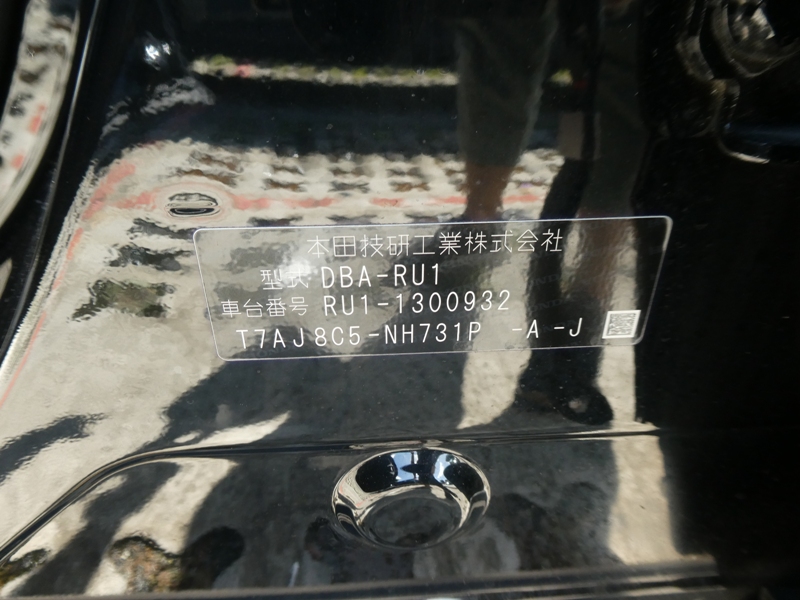 本田技研工業株式会社
型式 DBA-RU1
車台番号 RU1-1300932
T7AJ8C5-NH731P -A-J